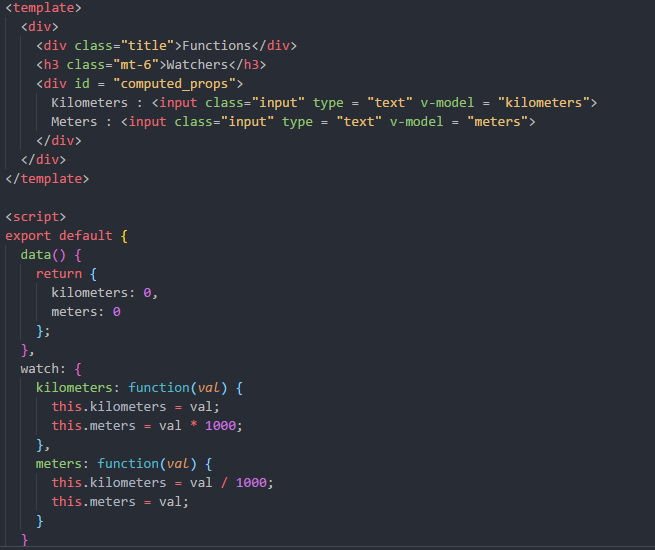 <template>
  <div>
    <div class="title">Functions</div>
    <h3 class="mt-6">Watchers</h3>
    <div id = "computed_props">
      Kilometers : <input class="input" type = "text" v-model = "kilometers">
      Meters : <input class="input" type = "text" v-model = "meters">
    </div>
  </div>
</template>

<script>
export default {
  data() {
    return {
      kilometers: 0,
      meters: 0
    };
  },
  watch: {
    kilometers: function(val) {
      this.kilometers = val;
      this.meters = val * 1000;
    },
    meters: function(val) {
      this.kilometers = val / 1000;
      this.meters = val;
    }
  }